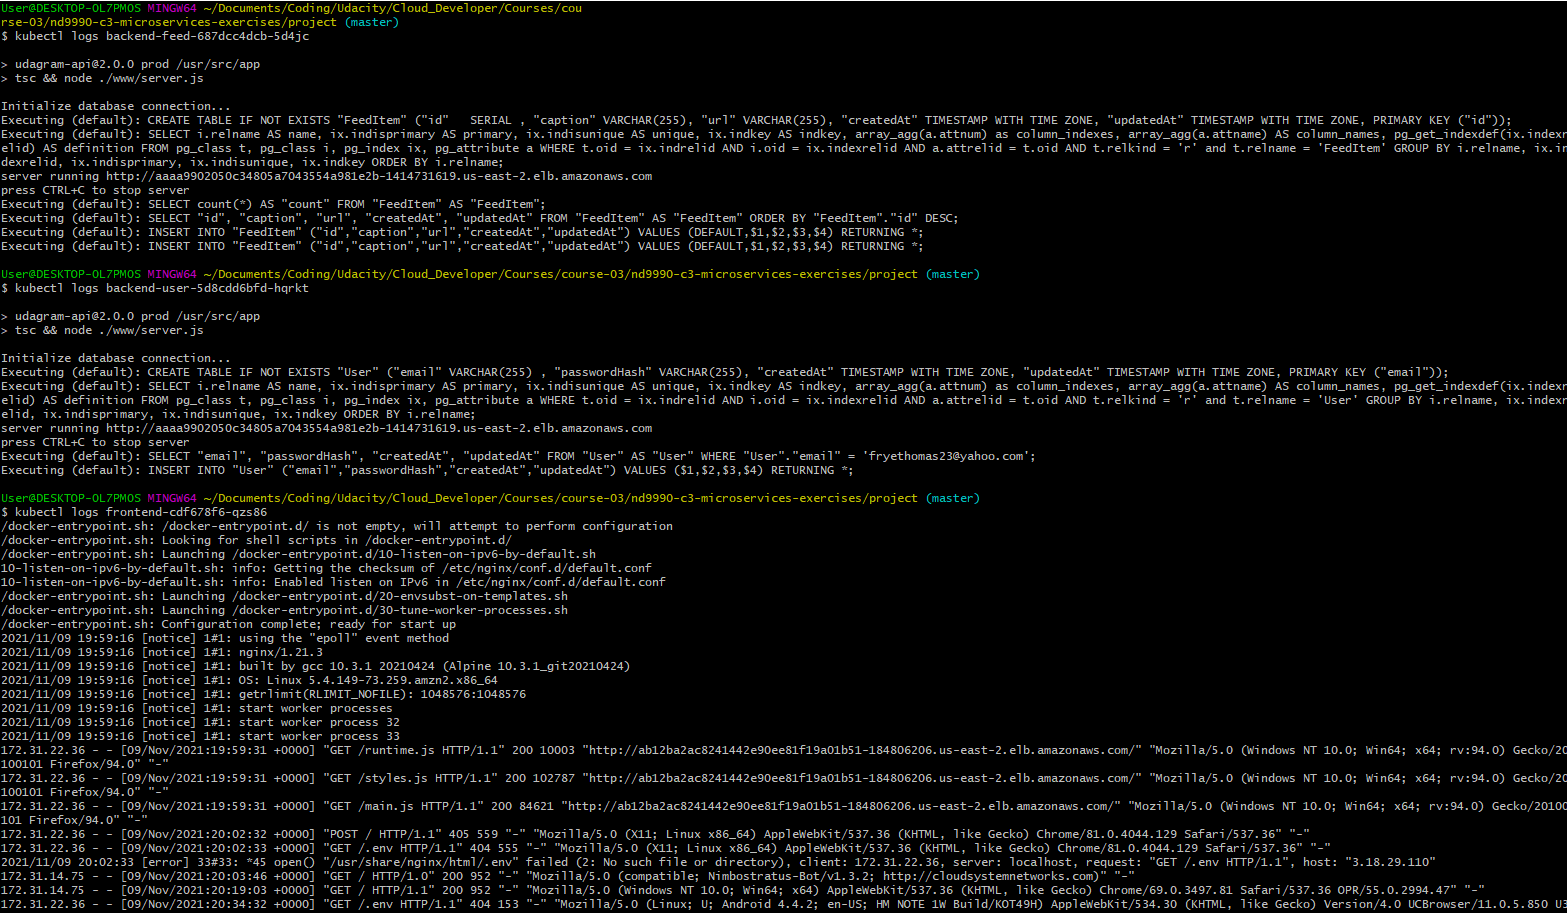 User@DESKTOP-OL7PMOS MINGW64 ~/Documents/Coding/Udacity/Cloud_Developer/Courses/cou
rse-03/nd9990-c3-microservices-exercises/project (master)
$ kubectl logs backend-feed-687dcc4dcb-5d4jc
> udagram-api@2.0.0 prod /usr/src/app
> tsc && node ./www/server.js
Initialize database connection...
Executing (default): CREATE TABLE IF NOT EXISTS "FeedItem" ("id"   SERIAL , "caption" VARCHAR(255), "url" VARCHAR(255), "createdAt" TIMESTAMP WITH TIME ZONE, "updatedAt" TIMESTAMP WITH TIME ZONE, PRIMARY KEY ("id"));
Executing (default): SELECT i.relname AS name, ix.indisprimary AS primary, ix.indisunique AS unique, ix.indkey AS indkey, array_agg(a.attnum) as column_indexes, array_agg(a.attname) AS column_names, pg_get_indexdef(ix.indexr
elid) AS definition FROM pg_class t, pg_class i, pg_index ix, pg_attribute a WHERE t.oid = ix.indrelid AND i.oid = ix.indexrelid AND a.attrelid = t.oid AND t.relkind = 'r' and t.relname = 'FeedItem' GROUP BY i.relname, ix.in
dexrelid, ix.indisprimary, ix.indisunique, ix.indkey ORDER BY i.relname;
server running http://aaaa9902050c34805a7043554a981e2b-1414731619.us-east-2.elb.amazonaws.com
press CTRL+C to stop server
Executing (default): SELECT count(*) AS "count" FROM "FeedItem" AS "FeedItem";
Executing (default): SELECT "id", "caption", "url", "createdAt", "updatedAt" FROM "FeedItem" AS "FeedItem" ORDER BY "FeedItem"."id" DESC;
Executing (default): INSERT INTO "FeedItem" ("id","caption","url","createdAt","updatedAt") VALUES (DEFAULT,$1,$2,$3,$4) RETURNING *;
Executing (default): INSERT INTO "FeedItem" ("id","caption","url","createdAt","updatedAt") VALUES (DEFAULT,$1,$2,$3,$4) RETURNING *;
User@DESKTOP-OL7PMOS MINGW64 ~/Documents/Coding/Udacity/Cloud_Developer/Courses/course-03/nd9990-c3-microservices-exercises/project (master)
$ kubectl logs backend-user-5d8cdd6bfd-hqrkt
> udagram-api@2.0.0 prod /usr/src/app
> tsc && node ./www/server.js
Initialize database connection...
Executing (default): CREATE TABLE IF NOT EXISTS "User" ("email" VARCHAR(255) , "passwordHash" VARCHAR(255), "createdAt" TIMESTAMP WITH TIME ZONE, "updatedAt" TIMESTAMP WITH TIME ZONE, PRIMARY KEY ("email"));
Executing (default): SELECT i.relname AS name, ix.indisprimary AS primary, ix.indisunique AS unique, ix.indkey AS indkey, array_agg(a.attnum) as column_indexes, array_agg(a.attname) AS column_names, pg_get_indexdef(ix.indexr
elid) AS definition FROM pg_class t, pg_class i, pg_index ix, pg_attribute a WHERE t.oid = ix.indrelid AND i.oid = ix.indexrelid AND a.attrelid = t.oid AND t.relkind = 'r' and t.relname = 'User' GROUP BY i.relname, ix.indexr
elid, ix.indisprimary, ix.indisunique, ix.indkey ORDER BY i.relname;
server running http://aaaa9902050c34805a7043554a981e2b-1414731619.us-east-2.elb.amazonaws.com
press CTRL+C to stop server
Executing (default): SELECT "email", "passwordHash", "createdAt", "updatedAt" FROM "User" AS "User" WHERE "User"."email" = 'fryethomas23@yahoo.com';
Executing (default): INSERT INTO "User" ("email","passwordHash","createdAt","updatedAt") VALUES ($1,$2,$3,$4) RETURNING *;
User@DESKTOP-OL7PMOS MINGW64 ~/Documents/Coding/Udacity/Cloud_Developer/Courses/course-03/nd9990-c3-microservices-exercises/project (master)
$ kubectl logs frontend-cdf678f6-qzs86
/docker-entrypoint.sh: /docker-entrypoint.d/ is not empty, will attempt to perform configuration
/docker-entrypoint.sh: Looking for shell scripts in /docker-entrypoint.d/
/docker-entrypoint.sh: Launching /docker-entrypoint.d/10-listen-on-ipv6-by-default.sh
10-listen-on-ipv6-by-default.sh: info: Getting the checksum of /etc/nginx/conf.d/default.conf
10-listen-on-ipv6-by-default.sh: info: Enabled listen on IPv6 in /etc/nginx/conf.d/default.conf
/docker-entrypoint.sh: Launching /docker-entrypoint.d/20-envsubst-on-templates.sh
/docker-entrypoint.sh: Launching /docker-entrypoint.d/30-tune-worker-processes.sh
/docker-entrypoint.sh: Configuration complete; ready for start up
2021/11/09 19:59:16 [notice] 1#1: using the "epoll" event method
2021/11/09 19:59:16 [notice] 1#1: nginx/1.21.3
2021/11/09 19:59:16 [notice] 1#1: built by gcc 10.3.1 20210424 (Alpine 10.3.1_git20210424)
2021/11/09 19:59:16 [notice] 1#1: OS: Linux 5.4.149-73.259.amzn2.x86_64
2021/11/09 19:59:16 [notice] 1#1: getrlimit(RLIMIT_NOFILE): 1048576:1048576
2021/11/09 19:59:16 [notice] 1#1: start worker processes
2021/11/09 19:59:16 [notice] 1#1: start worker process 32
2021/11/09 19:59:16 [notice] 1#1: start worker process 33
172.31.22.36 - - [09/Nov/2021:19:59:31 +0000] "GET /runtime.js HTTP/1.1" 200 10003 "http://ab12ba2ac8241442e90ee81f19a01b51-184806206.us-east-2.elb.amazonaws.com/" "Mozilla/5.0 (Windows NT 10.0; Win64; x64; rv:94.0) Gecko/20
100101 Firefox/94.0" "-"
172.31.22.36 - - [09/Nov/2021:19:59:31 +0000] "GET /styles.js HTTP/1.1" 200 102787 "http://ab12ba2ac8241442e90ee81f19a01b51-184806206.us-east-2.elb.amazonaws.com/" "Mozilla/5.0 (Windows NT 10.0; Win64; x64; rv:94.0) Gecko/20
100101 Firefox/94.0" "-"
172.31.22.36 - - [09/Nov/2021:19:59:31 +0000] "GET /main.js HTTP/1.1" 200 84621 "http://ab12ba2ac8241442e90ee81f19a01b51-184806206.us-east-2.elb.amazonaws.com/" "Mozilla/5.0 (Windows NT 10.0; Win64; x64; rv:94.0) Gecko/20100
101 Firefox/94.0" "-"
172.31.22.36 - - [09/Nov/2021:20:02:32 +0000] "POST / HTTP/1.1" 405 559 "-" "Mozilla/5.0 (X11; Linux x86_64) AppleWebKit/537.36 (KHTML, like Gecko) Chrome/81.0.4044.129 Safari/537.36" "-"
172.31.22.36 - - [09/Nov/2021:20:02:33 +0000] "GET /.env HTTP/1.1" 404 555 "-" "Mozilla/5.0 (X11; Linux x86_64) AppleWebKit/537.36 (KHTML, like Gecko) Chrome/81.0.4044.129 Safari/537.36" "-"
2021/11/09 20:02:33 [error] 33#33: *45 open() "/usr/share/nginx/html/.env" failed (2: No such file or directory), client: 172.31.22.36, server: localhost, request: "GET /.env HTTP/1.1", host: "3.18.29.110"
172.31.14.75 - - [09/Nov/2021:20:03:46 +0000] "GET / HTTP/1.0" 200 952 "-" "Mozilla/5.0 (compatible; Nimbostratus-Bot/v1.3.2; http://cloudsystemnetworks.com)" "-"
172.31.14.75 - - [09/Nov/2021:20:19:03 +0000] "GET / HTTP/1.1" 200 952 "-" "Mozilla/5.0 (Windows NT 10.0; Win64; x64) AppleWebKit/537.36 (KHTML, like Gecko) Chrome/69.0.3497.81 Safari/537.36 OPR/55.0.2994.47" "-"
172.31.22.36 - - [09/Nov/2021:20:34:32 +0000] "GET /.env HTTP/1.1" 404 153 "-" "Mozilla/5.0 (Linux; U; Android 4.4.2; en-US; HM NOTE 1W Build/KOT49H) AppleWebKit/534.30 (KHTML, like Gecko) Version/4.0 UCBrowser/11.0.5.850 U3